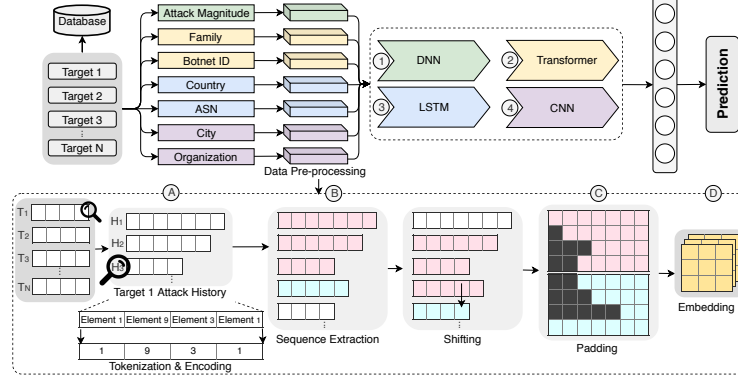 Database
Target 1
Target 2
Target 3
Target N
Attack Magnitude
Family
Botnet ID
Country
ASN
City
Organization
Data Pre-processing
1 DNN
2 Transformer
3 LSTM
4 CNN
Prediction
A
B
C
D
T1
T2
T3
TN
H1
H2
H3
Target 1 Attack History
Element 1 Element 9 Element 3 Element 1
1 9 3 1
Tokenization & Encoding
Sequence Extraction
Shifting
Padding
Embedding